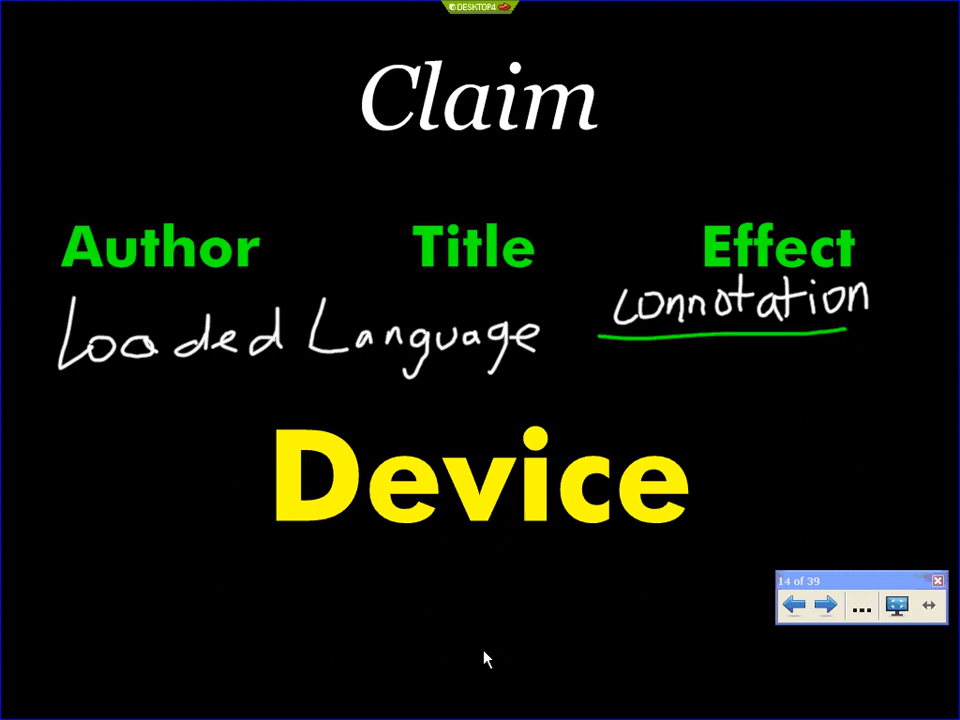 DESKTOP4
Claim
Author Title Effect
Loaded Language connotation
Device
14 of 39
...